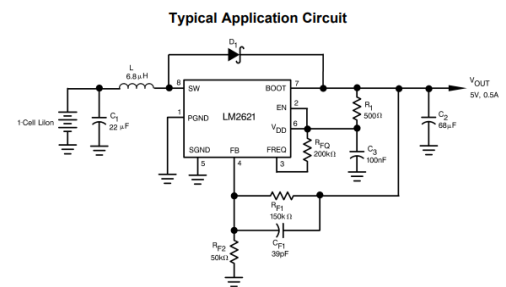 Typical Application Circuit
D1
L
6.8μH
8
SW
BOOT
7
VOUT
5V, 0.5A
1-Cell LiIon
C1
22 μF
1
PGND
LM2621
EN
2
VDD
6
R1
500Ω
C2
68μF
SGND
FB
FREQ
RFQ
200kΩ
C3
100nF
5
4
3
RF1
150k Ω
RF2
50kΩ
CF1
39pF